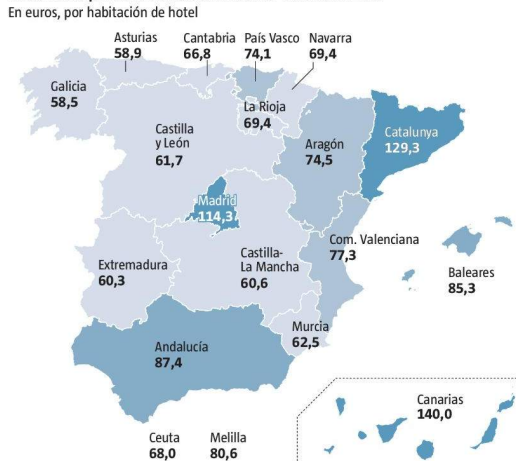 En euros, por habitación de hotel
Asturias
58,9
Cantabria
66,8
País Vasco
74,1
Navarra
69,4
Galicia
58,5
La Rioja
69,4
Castilla
y León
61,7
Aragón
74,5
Catalunya
129,3
Madrid
114,3
Com. Valenciana
77,3
Extremadura
60,3
Castilla-
La Mancha
60,6
Baleares
85,3
Murcia
62,5
Andalucía
87,4
Canarias
140,0
Ceuta
68,0
Melilla
80,6